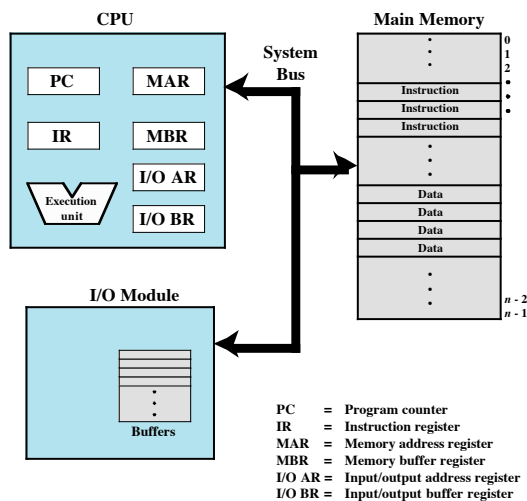 CPU
Main Memory
System
Bus
0
1
2
PC
MAR
Instruction
Instruction
Instruction
IR
MBR
I/O AR
Execution
unit
I/O BR
Data
Data
Data
Data
I/O Module
n - 2
n - 1
Buffers
PC = Program counter
IR = Instruction register
MAR = Memory address register
MBR = Memory buffer register
I/O AR = Input/output address register
I/O BR = Input/output buffer register